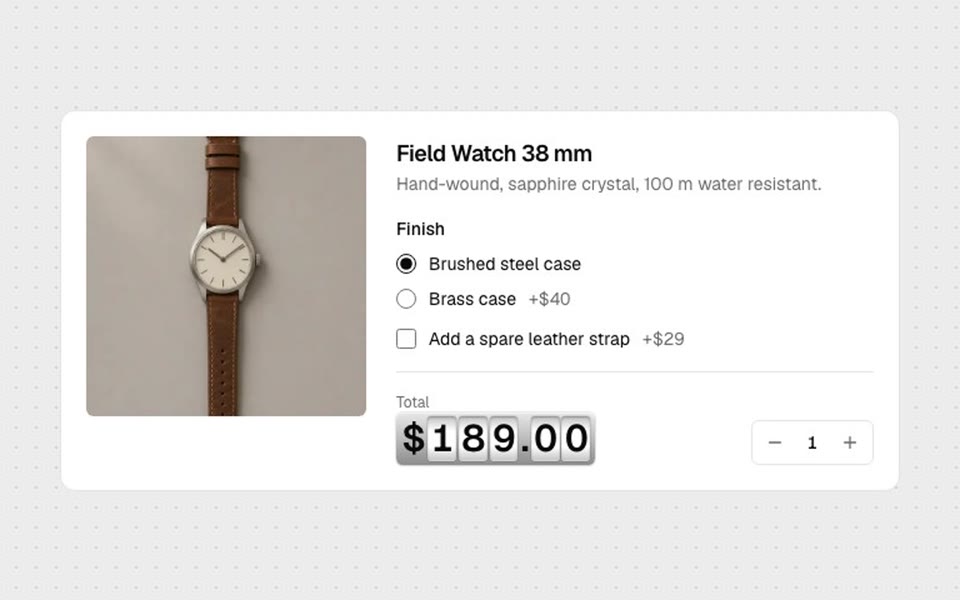 Field Watch 38 mm
Hand-wound, sapphire crystal, 100 m water resistant.
Finish
Brushed steel case
Brass case +$40
Add a spare leather strap +$29
Total
$189.00
− 1 +